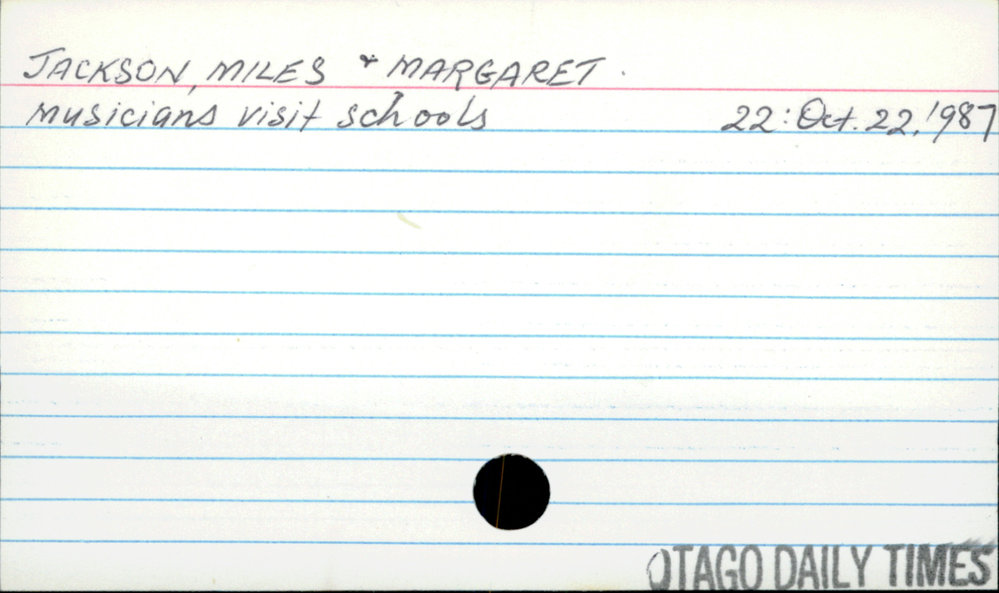 JACKSON, MILES & MARGARET.
musicians visit schools 22: Oct. 22, 1987
OTAGO DAILY TIMES